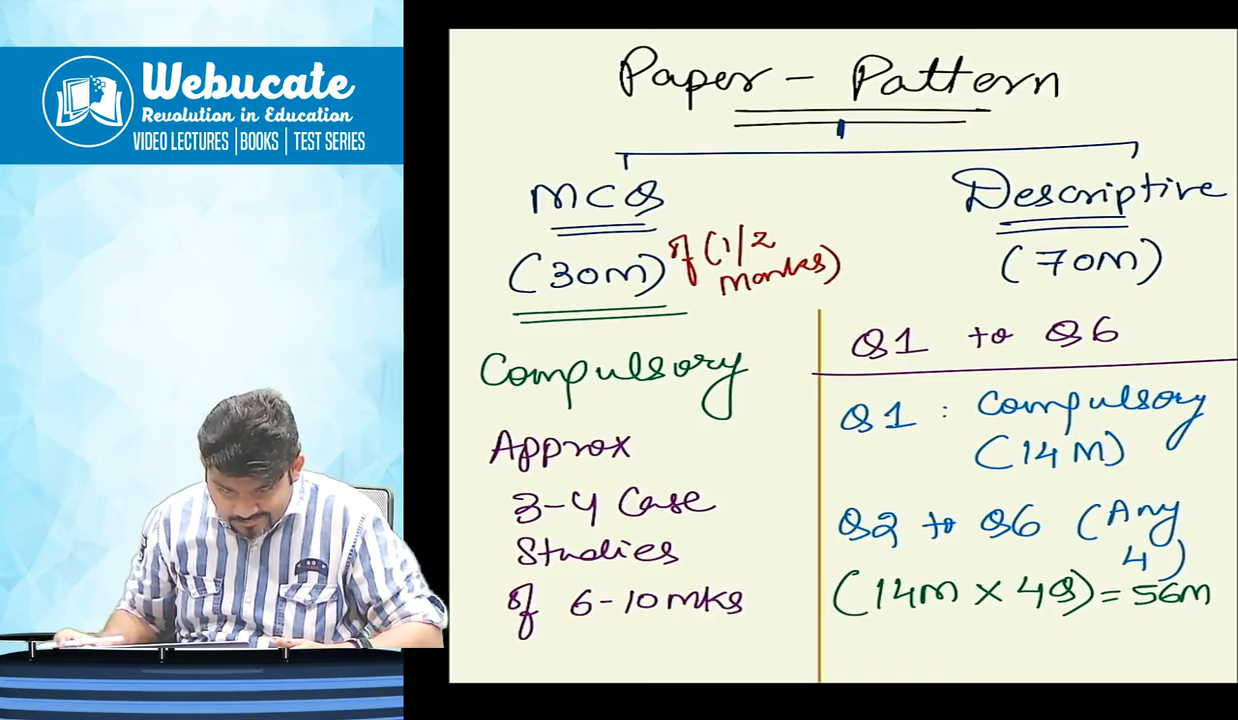 Webucate
Revolution in Education
VIDEO LECTURES | BOOKS | TEST SERIES
Paper - Pattern
MCQ
(30M) of (1/2 marks)
Compulsory
Approx
3-4 Case
Studies
of 6-10mks
Descriptive
(70M)
Q1 to Q6
Q1 : Compulsory
(14M)
Q2 to Q6 (Any 4)
(14M x 4Q) = 56M